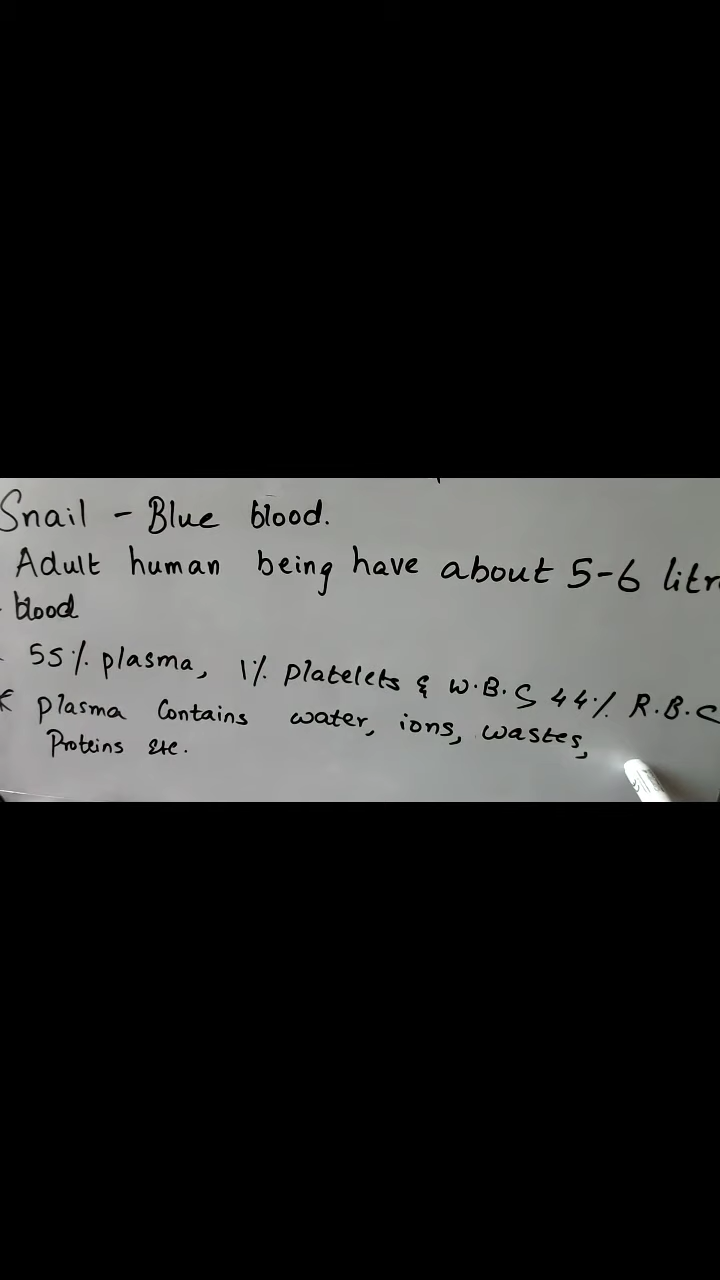 Snail - Blue blood.
Adult human being have about 5-6 litr
blood
55% plasma, 1% Platelets & W.B.C 44% R.B.C
* Plasma Contains water, ions, wastes,
Proteins etc.